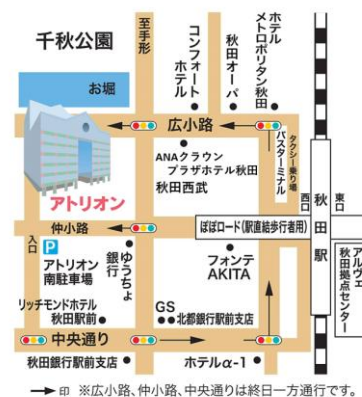 千秋公園
お堀
至手形
コンフォート
ホテル
秋田オーパ
ホテル
メトロポリタン秋田
タクシー乗り場
バスターミナル
広小路
ANAクラウン
プラザホテル秋田
秋田西武
アトリオン
仲小路
ぽぽロード(駅直結歩行者用)
西口
秋田駅
東口
アルヴェ
秋田拠点センター
入口
P
アトリオン
南駐車場
ゆうちょ
銀行
フォンテ
AKITA
リッチモンドホテル
秋田駅前
GS
北都銀行駅前支店
中央通り
秋田銀行駅前支店
ホテルα-1
印 ※広小路、仲小路、中央通りは終日一方通行です。